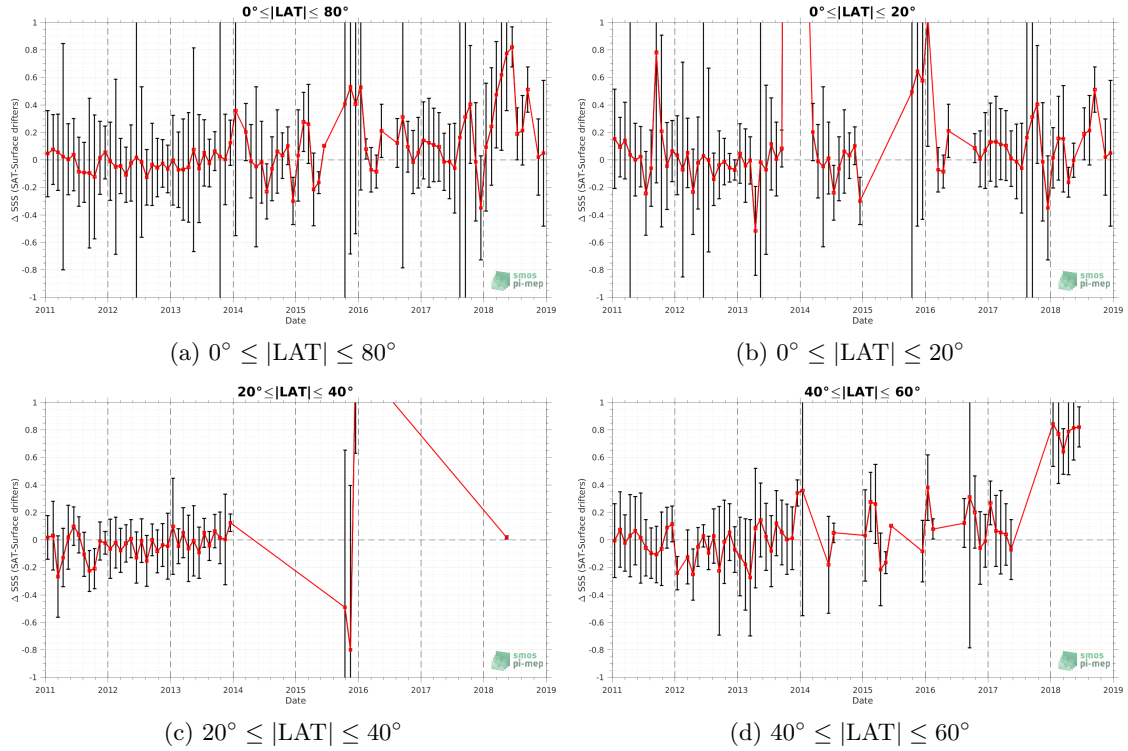 0°≤|LAT|≤ 80°
Δ SSS (SAT-Surface drifters)
1
0.8
0.6
0.4
0.2
0
-0.2
-0.4
-0.6
-0.8
-1
smos
pi-mep
2011 2012 2013 2014 2015 2016 2017 2018 2019
Date
(a) 0° ≤ |LAT| ≤ 80°
0°≤|LAT|≤ 20°
Δ SSS (SAT-Surface drifters)
1
0.8
0.6
0.4
0.2
0
-0.2
-0.4
-0.6
-0.8
-1
smos
pi-mep
2011 2012 2013 2014 2015 2016 2017 2018 2019
Date
(b) 0° ≤ |LAT| ≤ 20°
20°≤|LAT|≤ 40°
Δ SSS (SAT-Surface drifters)
1
0.8
0.6
0.4
0.2
0
-0.2
-0.4
-0.6
-0.8
-1
smos
pi-mep
2011 2012 2013 2014 2015 2016 2017 2018 2019
Date
(c) 20° ≤ |LAT| ≤ 40°
40°≤|LAT|≤ 60°
Δ SSS (SAT-Surface drifters)
1
0.8
0.6
0.4
0.2
0
-0.2
-0.4
-0.6
-0.8
-1
smos
pi-mep
2011 2012 2013 2014 2015 2016 2017 2018 2019
Date
(d) 40° ≤ |LAT| ≤ 60°